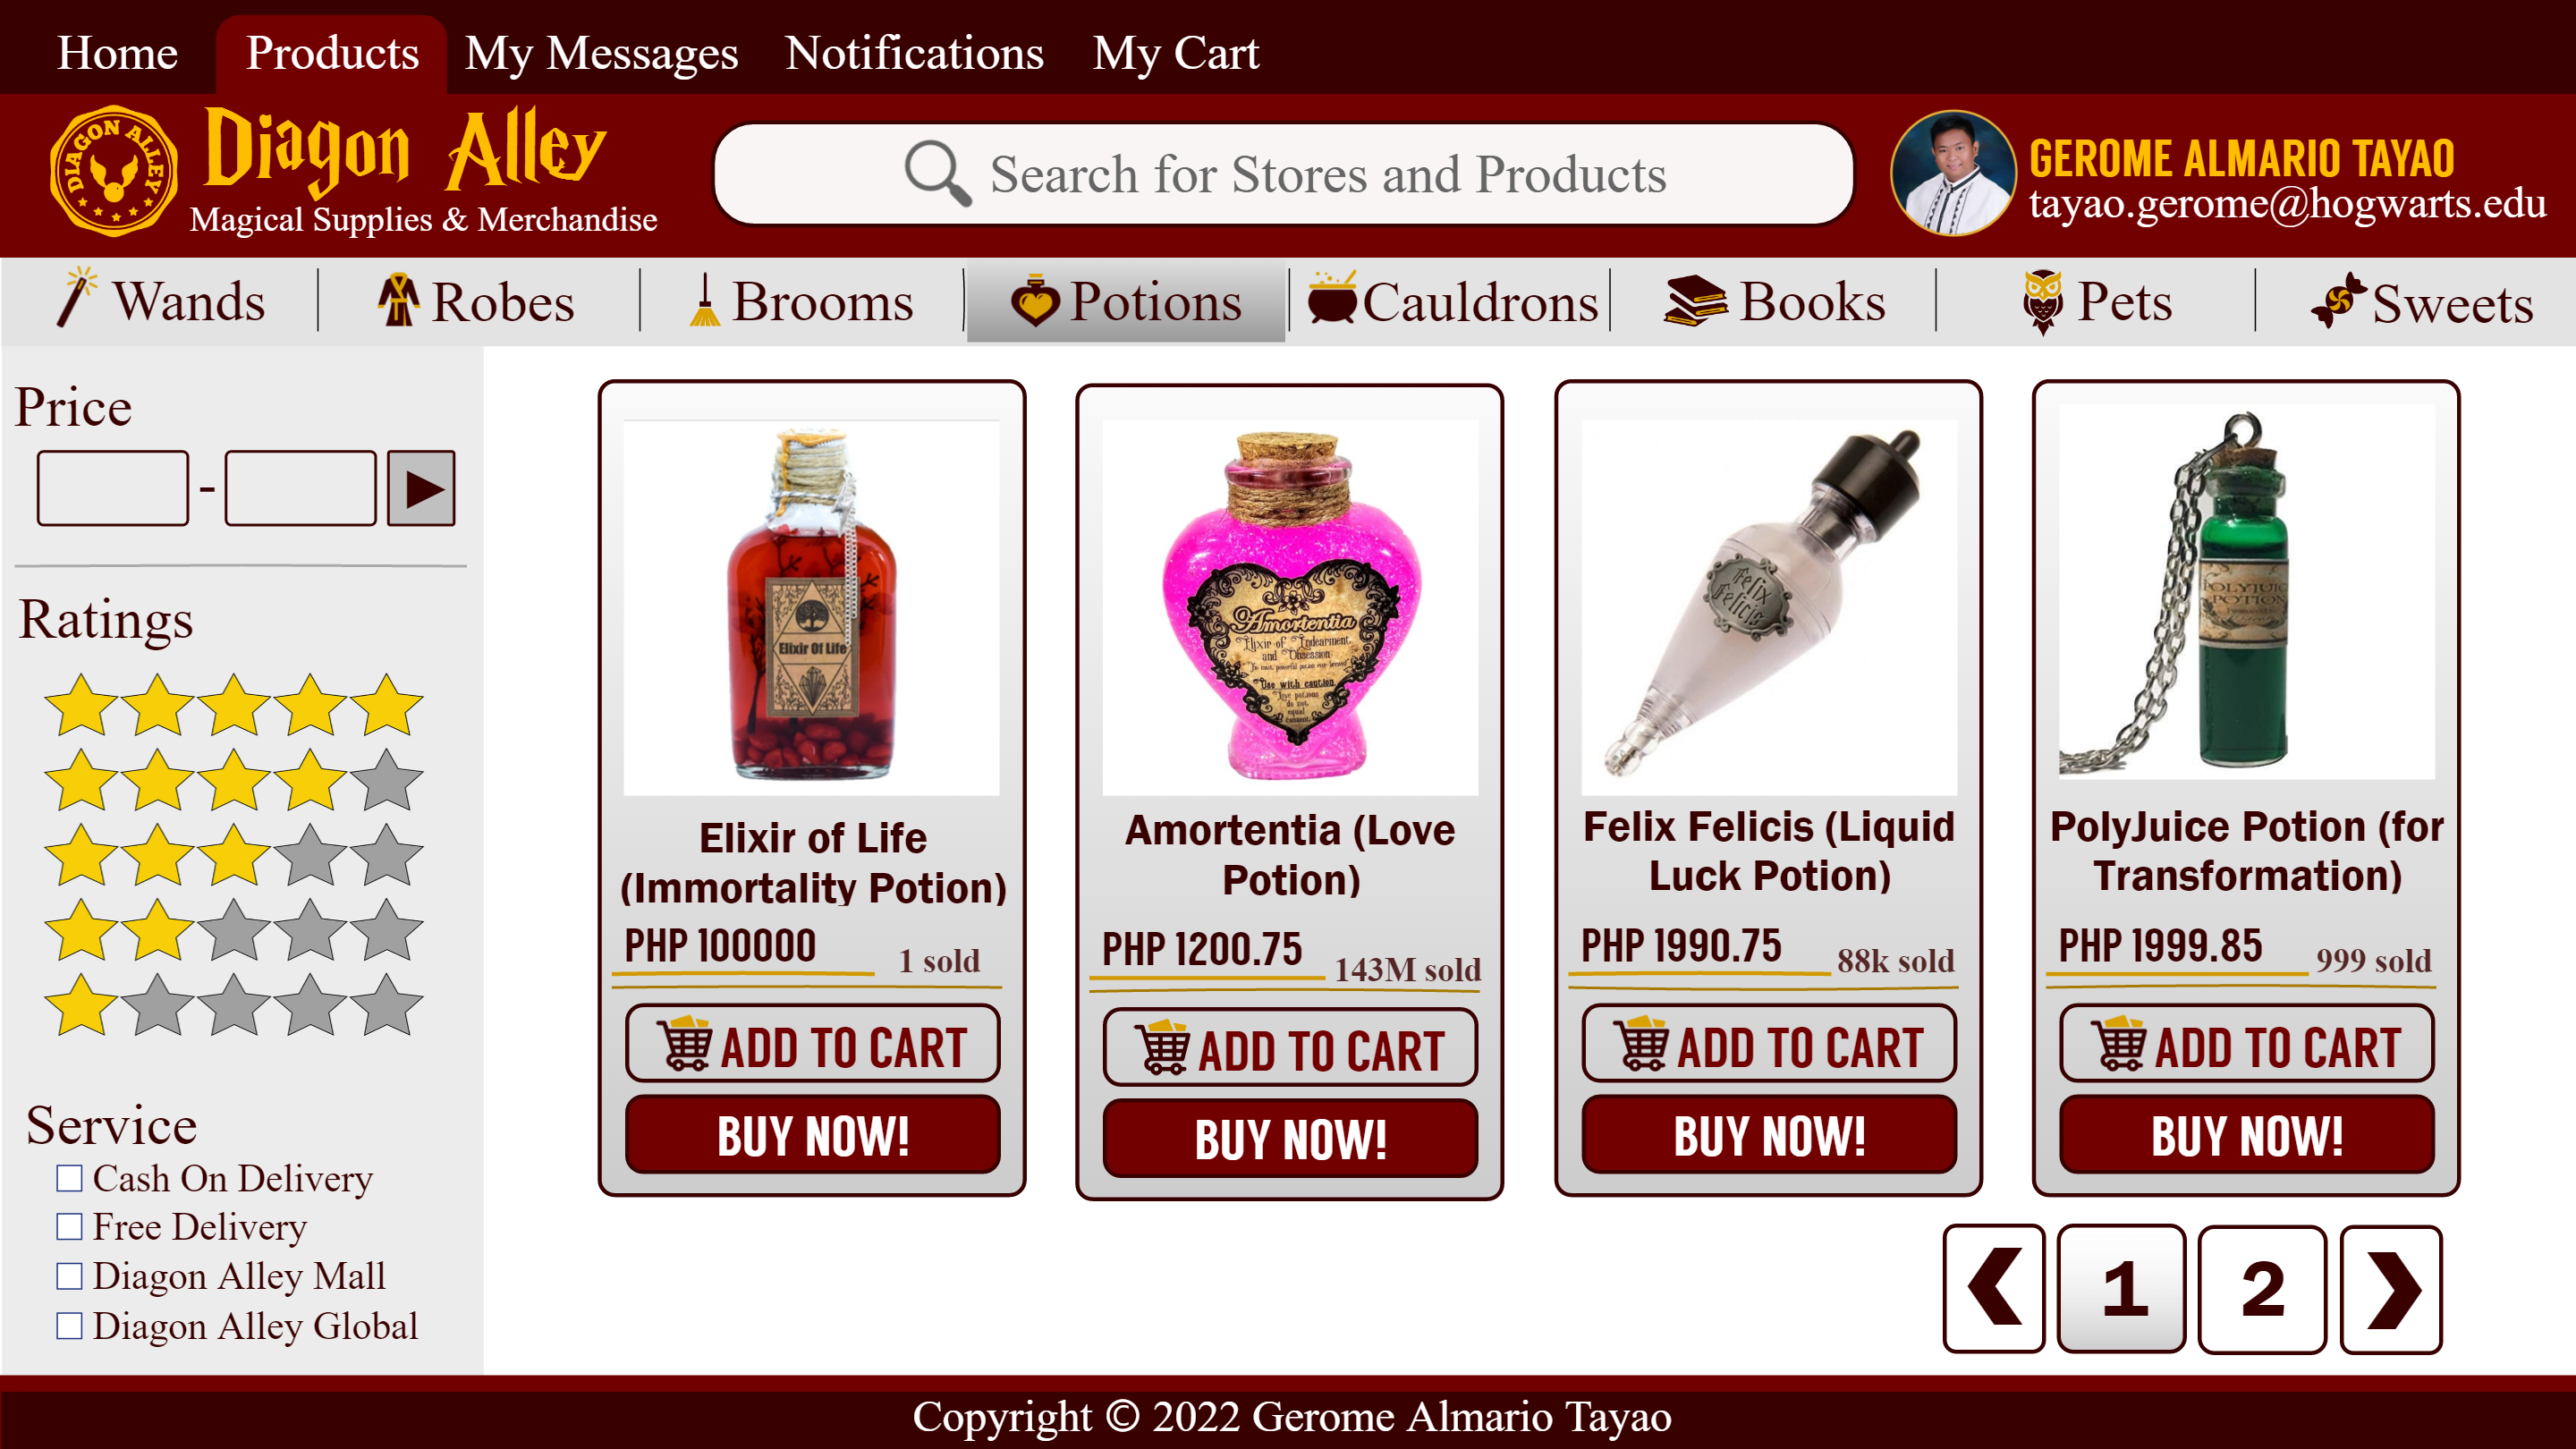 Home Products My Messages Notifications My Cart
DIAGON ALLEY
Diagon Alley
Magical Supplies & Merchandise
Search for Stores and Products
GEROME ALMARIO TAYAO
tayao.gerome@hogwarts.edu
Wands Robes Brooms Potions Cauldrons Books Pets Sweets
Price
-
Ratings
Service
Cash On Delivery
Free Delivery
Diagon Alley Mall
Diagon Alley Global
Elixir Of Life
Elixir of Life
(Immortality Potion)
PHP 100000
1 sold
ADD TO CART
BUY NOW!
Amortentia
Elixir of Endearment
and Obsession
Use with caution
love potions
do not
equal
consent.
Amortentia (Love
Potion)
PHP 1200.75
143M sold
ADD TO CART
BUY NOW!
Felix
Felicis
Felix Felicis (Liquid
Luck Potion)
PHP 1990.75
88k sold
ADD TO CART
BUY NOW!
POTION
PolyJuice Potion (for
Transformation)
PHP 1999.85
999 sold
ADD TO CART
BUY NOW!
1 2
Copyright © 2022 Gerome Almario Tayao